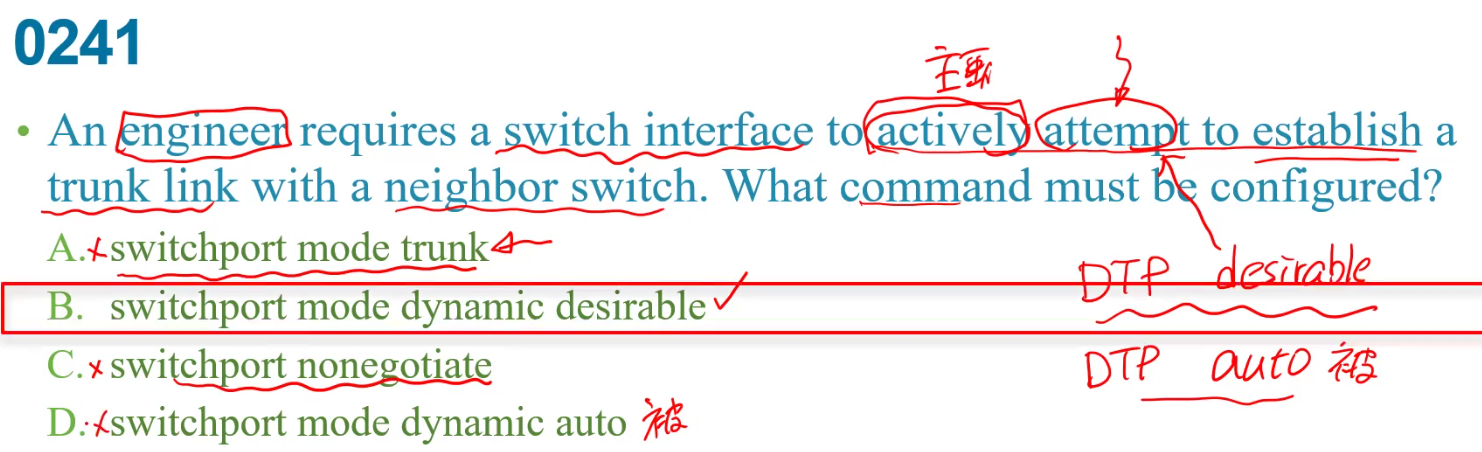 0241
主动
• An engineer requires a switch interface to actively attempt to establish a
trunk link with a neighbor switch. What command must be configured?
A. switchport mode trunk
DTP desirable
B. switchport mode dynamic desirable
C. switchport nonegotiate
DTP auto 被
D. switchport mode dynamic auto 被